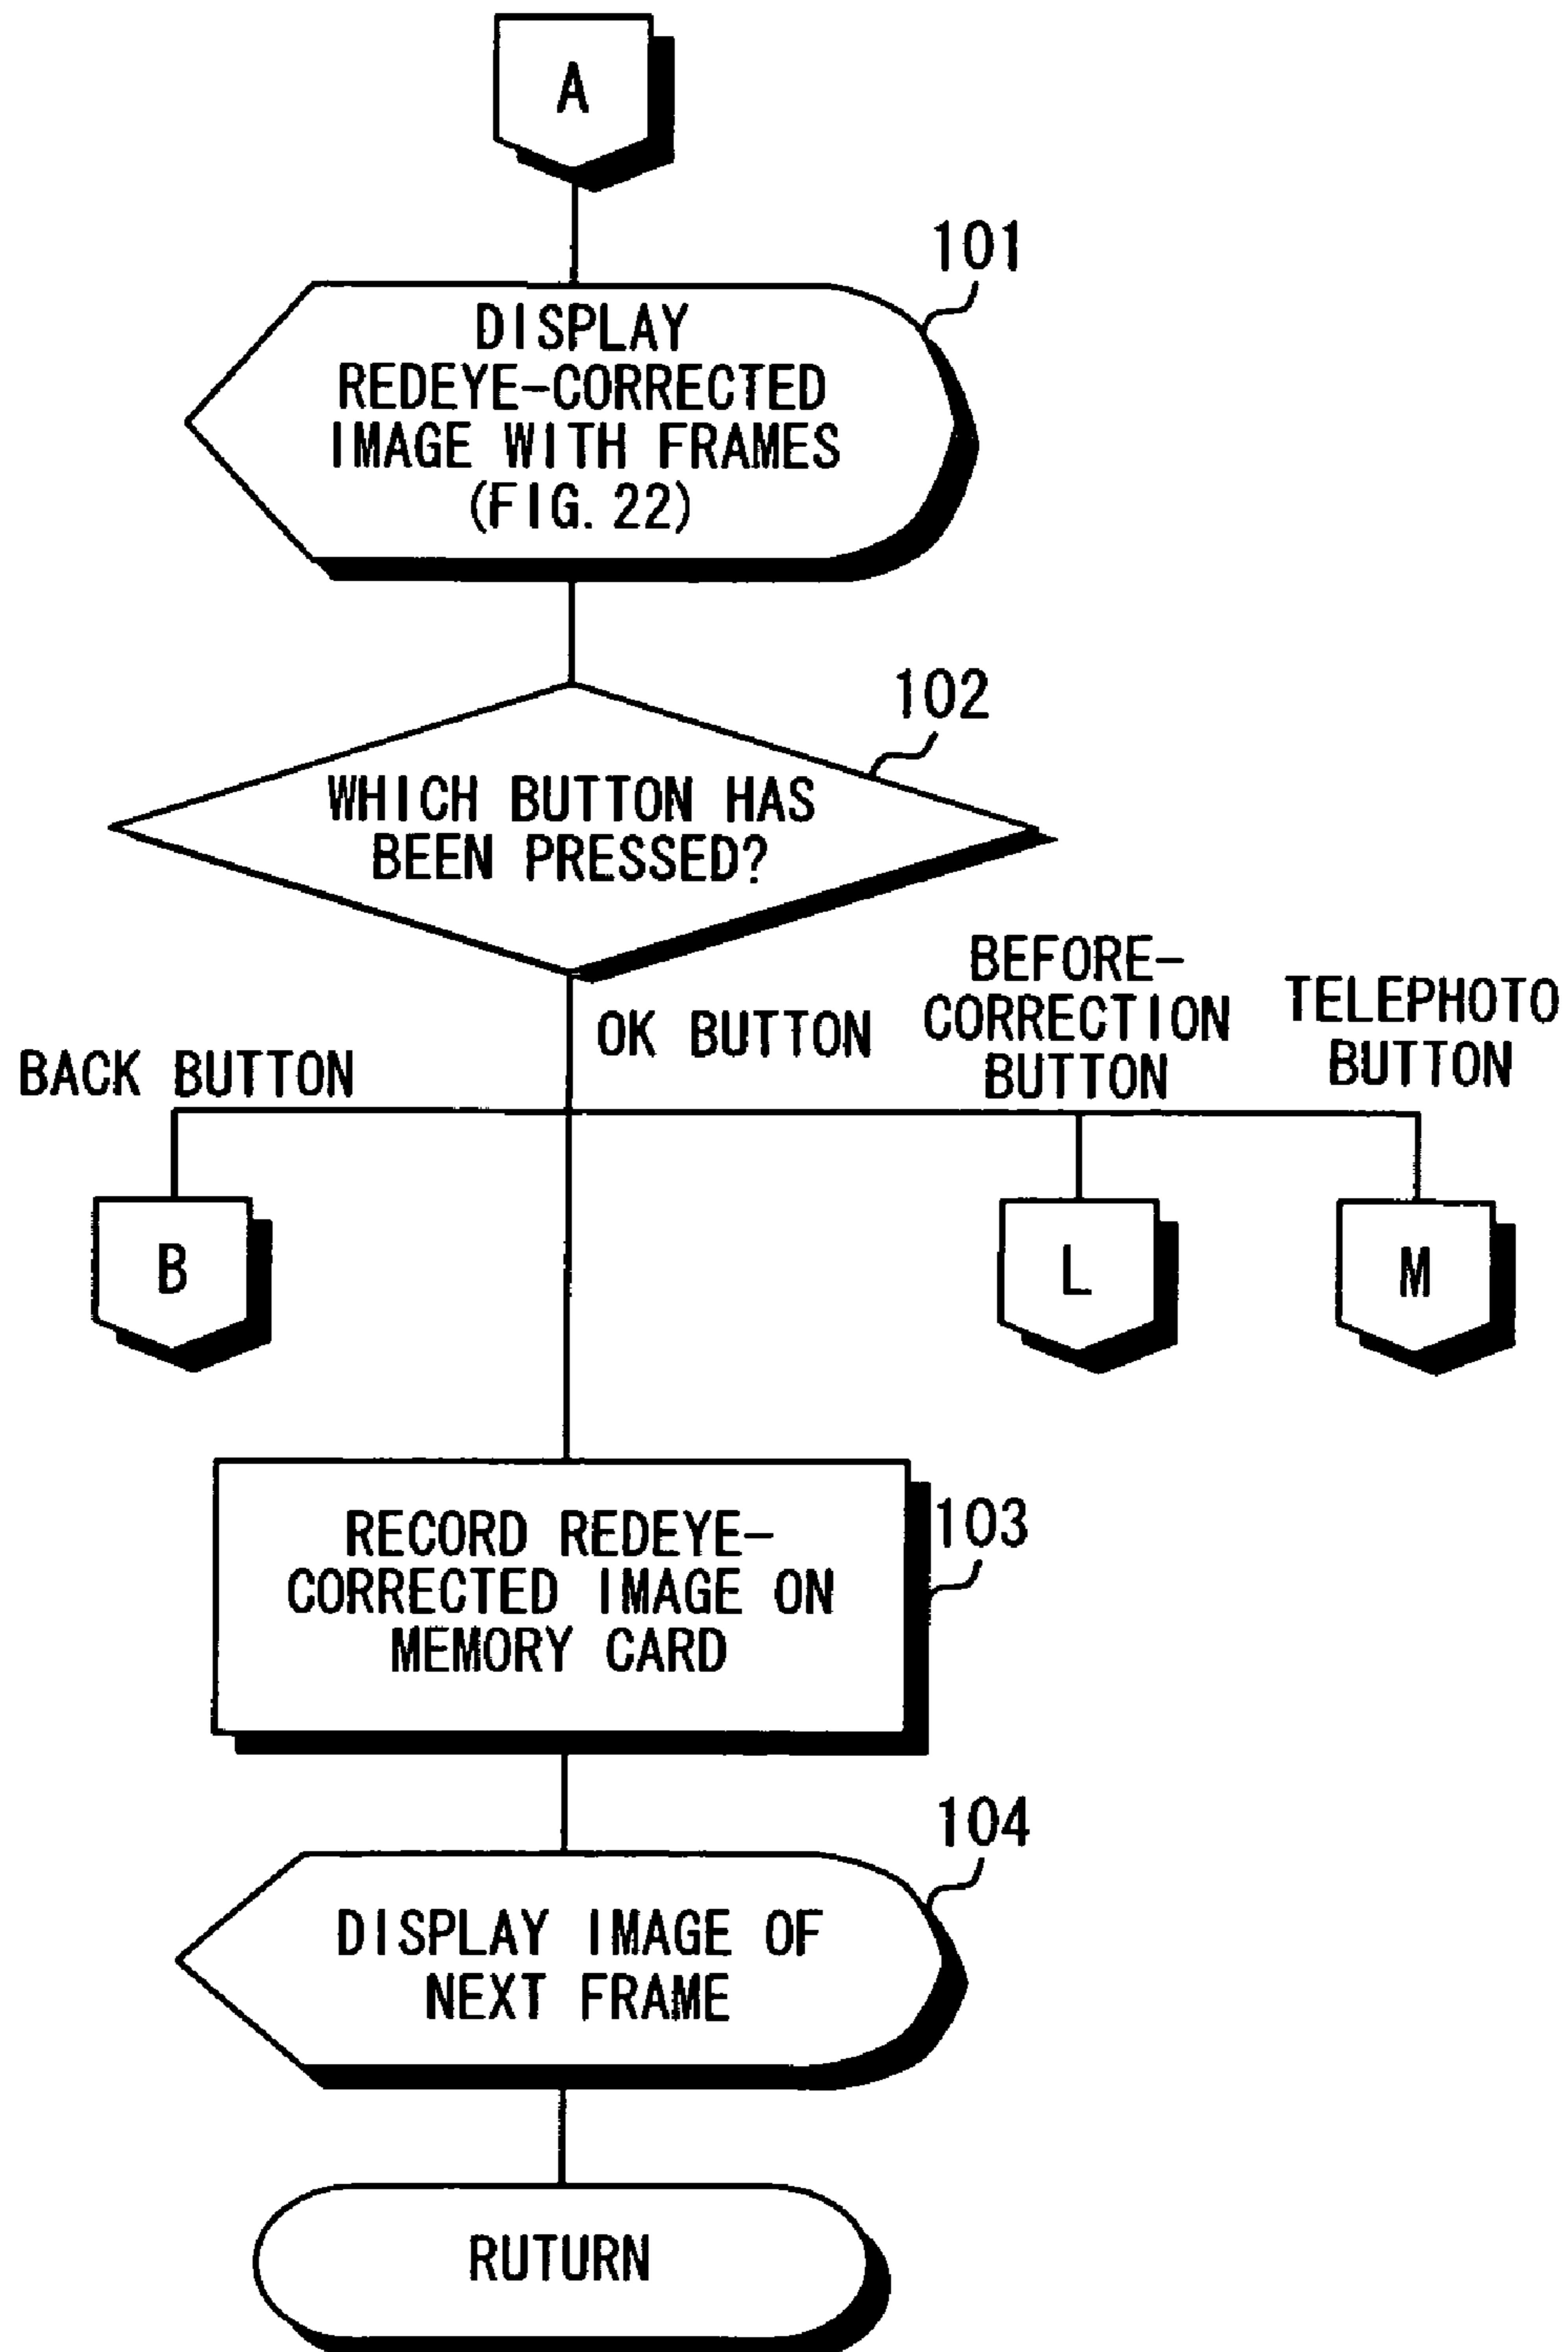 A
101
DISPLAY
REDEYE-CORRECTED
IMAGE WITH FRAMES
(FIG. 22)
102
WHICH BUTTON HAS
BEEN PRESSED?
BACK BUTTON
OK BUTTON
BEFORE-
CORRECTION
BUTTON
TELEPHOTO
BUTTON
B
L
M
103
RECORD REDEYE-
CORRECTED IMAGE ON
MEMORY CARD
104
DISPLAY IMAGE OF
NEXT FRAME
RUTURN